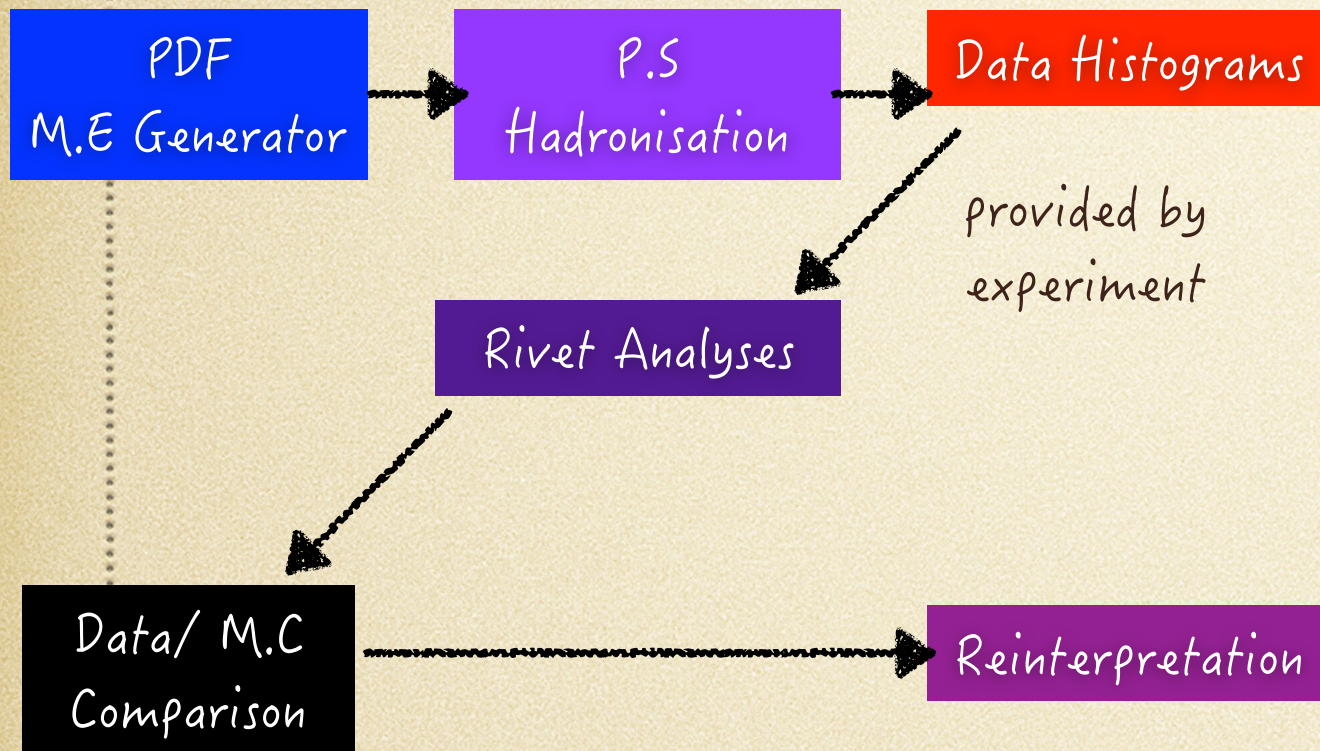 PDF
M.E Generator
P.S
Hadronisation
Data Histograms
provided by
experiment
Rivet Analyses
Data/ M.C
Comparison
Reinterpretation